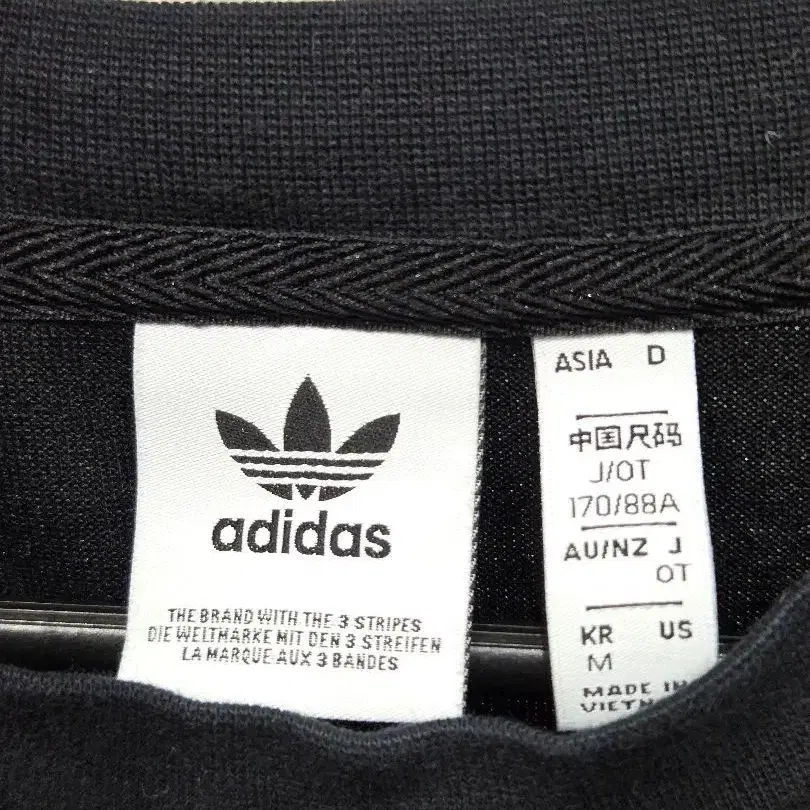 adidas
THE BRAND WITH THE 3 STRIPES
DIE WELTMARKE MIT DEN 3 STREIFEN
LA MARQUE AUX 3 BANDES
ASIA D
中国尺码
J/OT
170/88A
AU/NZ J
OT
KR US
M
MADE IN